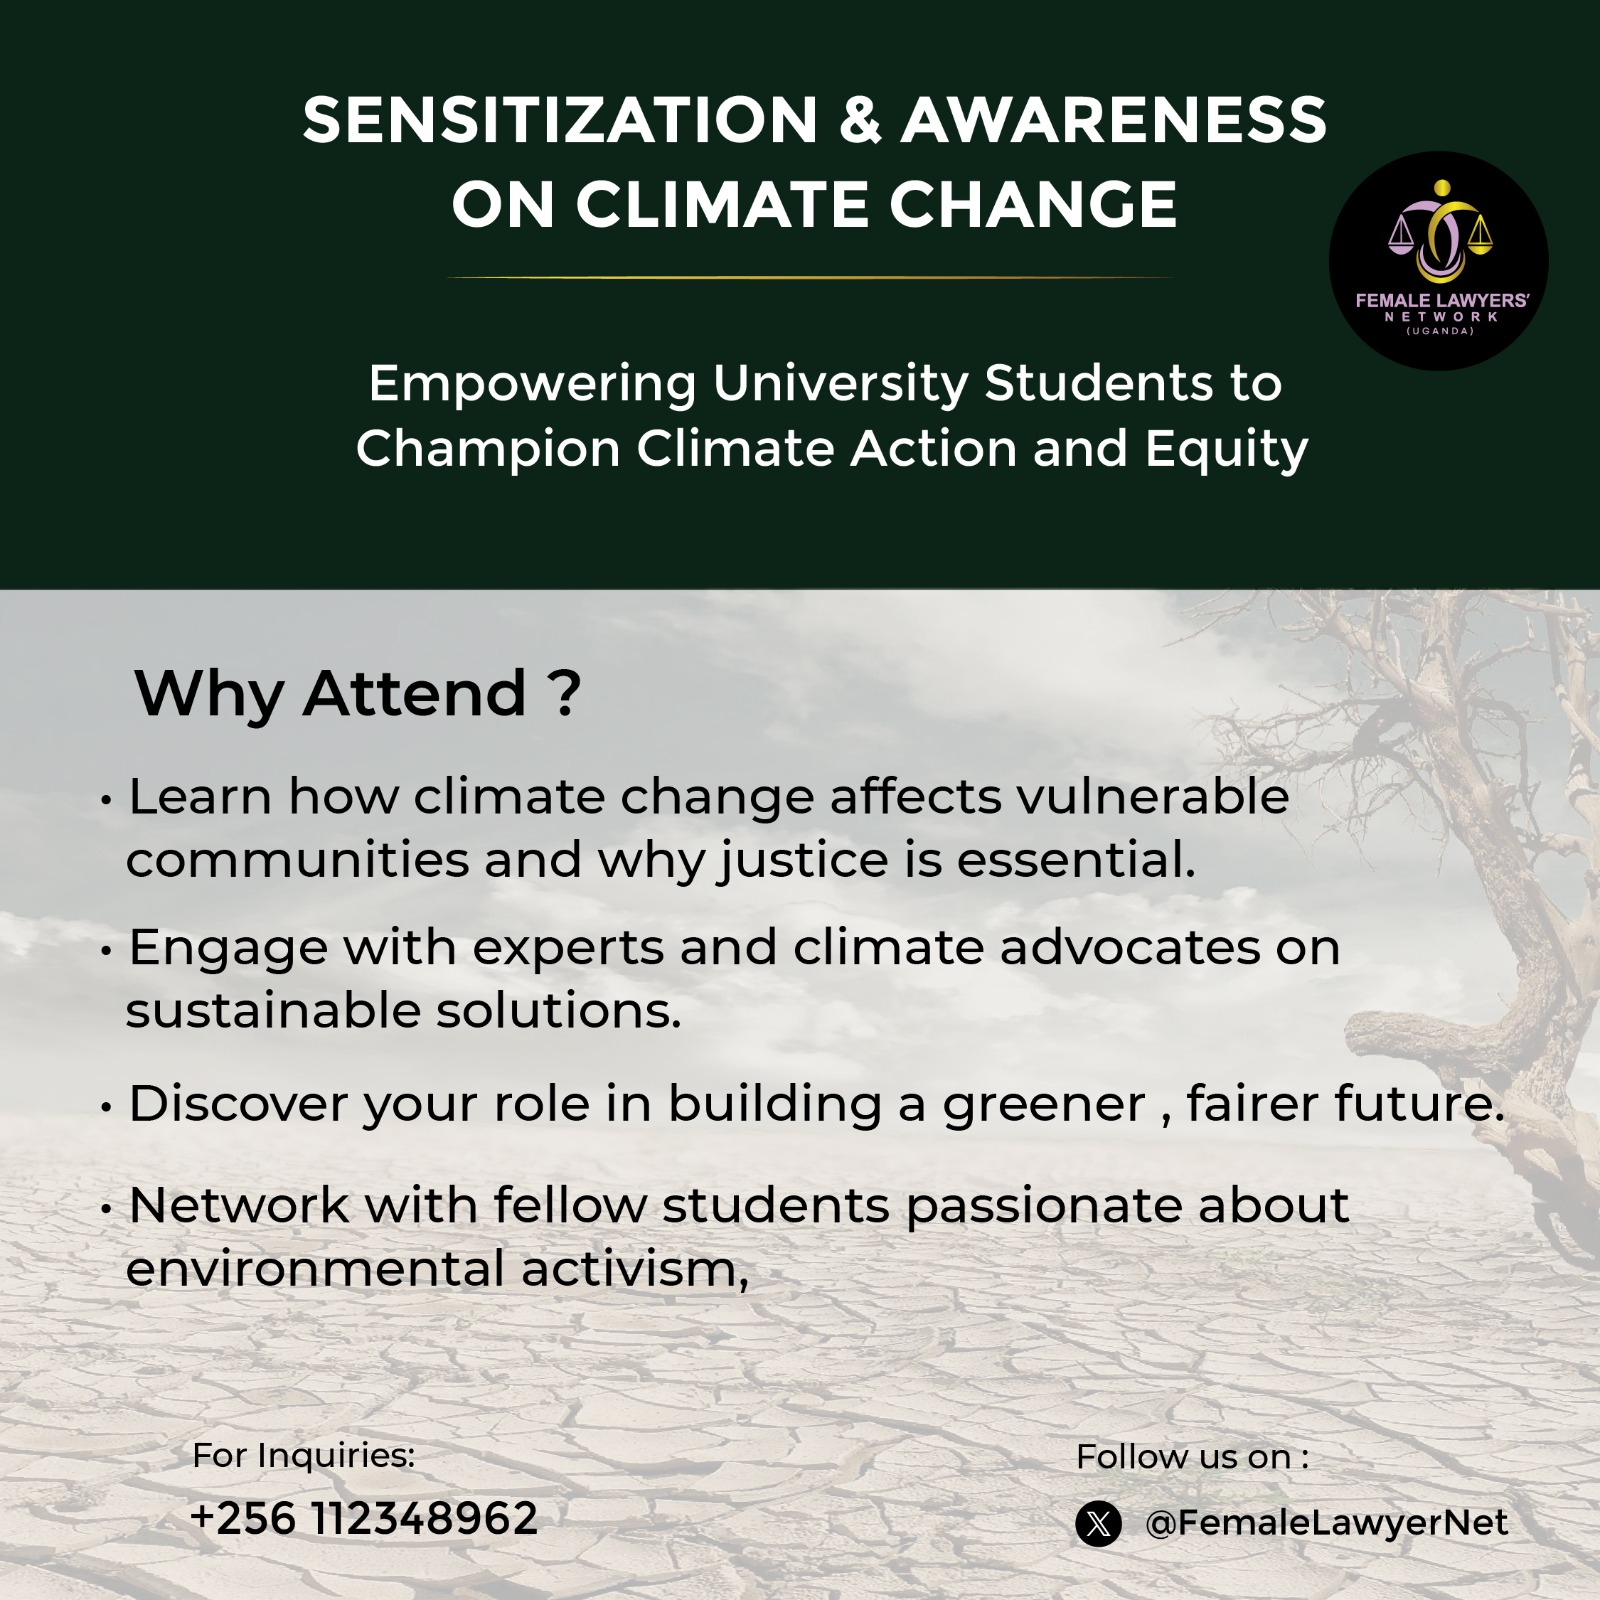 SENSITIZATION & AWARENESS
ON CLIMATE CHANGE
FEMALE LAWYERS'
NETWORK
(UGANDA)
Empowering University Students to
Champion Climate Action and Equity
Why Attend ?
• Learn how climate change affects vulnerable
communities and why justice is essential.
• Engage with experts and climate advocates on
sustainable solutions.
• Discover your role in building a greener , fairer future.
• Network with fellow students passionate about
environmental activism,
For Inquiries:
+256 112348962
Follow us on :
X @FemaleLawyerNet